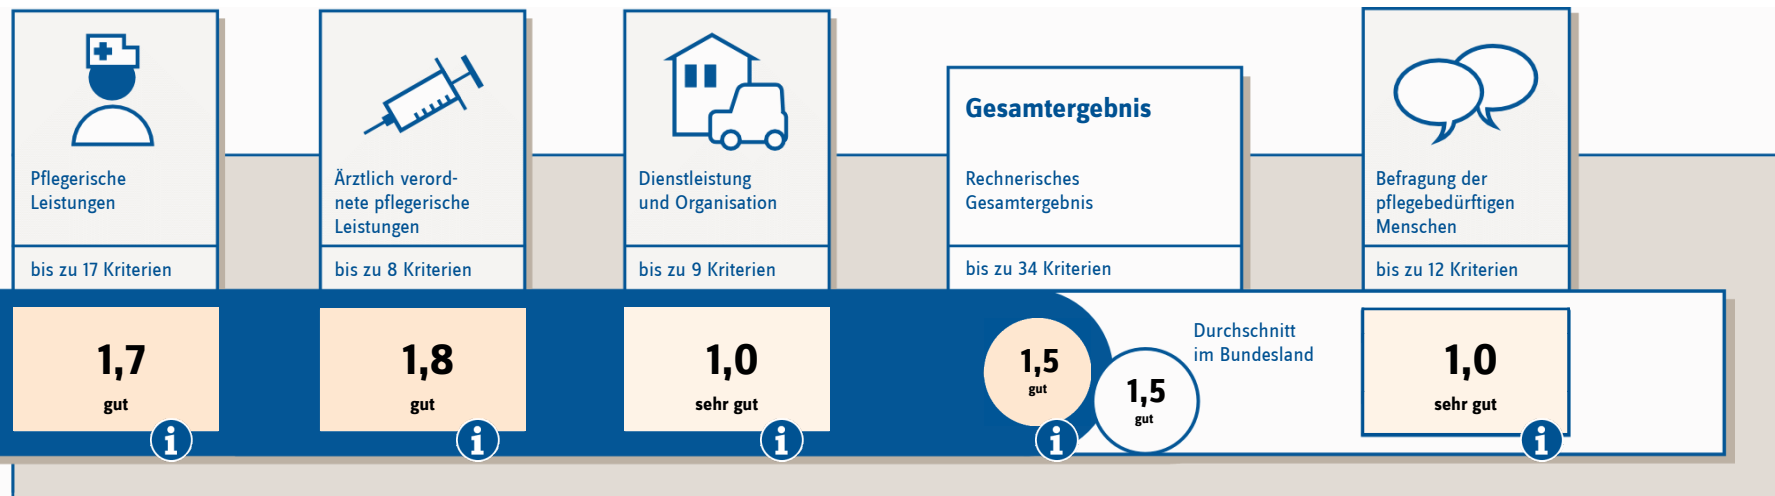 Pflegerische
Leistungen
bis zu 17 Kriterien
1,7
gut
i
Ärztlich verord-
nete pflegerische
Leistungen
bis zu 8 Kriterien
1,8
gut
i
Dienstleistung
und Organisation
bis zu 9 Kriterien
1,0
sehr gut
i
Gesamtergebnis
Rechnerisches
Gesamtergebnis
bis zu 34 Kriterien
1,5
gut
i
Durchschnitt
im Bundesland
1,5
gut
Befragung der
pflegebedürftigen
Menschen
bis zu 12 Kriterien
1,0
sehr gut
i